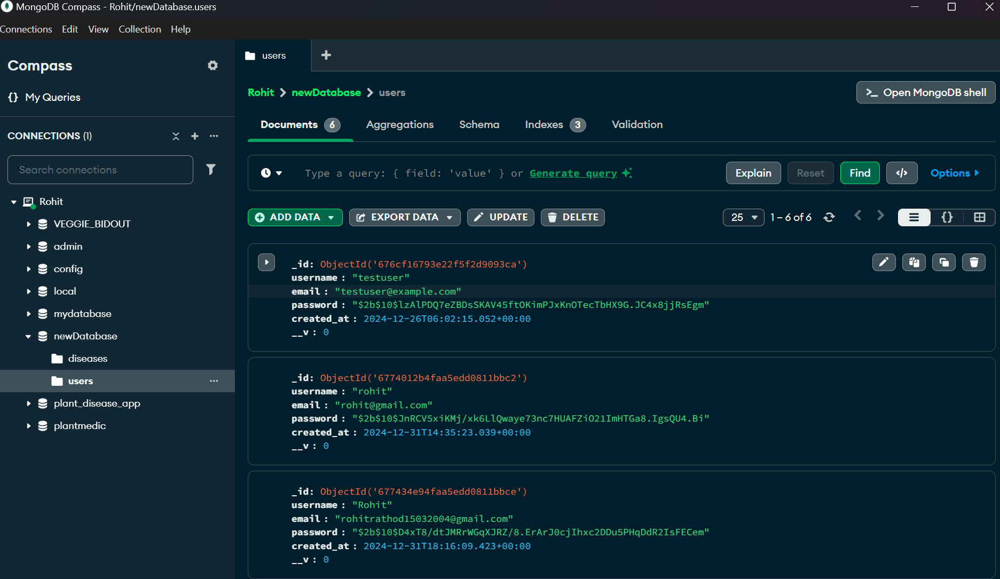 MongoDB Compass - Rohit/newDatabase.users
Connections Edit View Collection Help
Compass
{} My Queries
CONNECTIONS (1)
Search connections
Rohit
VEGGIE_BIDOUT
admin
config
local
mydatabase
newDatabase
diseases
users
plant_disease_app
plantmedic
users
Rohit > newDatabase > users
>_ Open MongoDB shell
Documents 6 Aggregations Schema Indexes 3 Validation
Type a query: { field: 'value' } or Generate query
Explain Reset Find </> Options
ADD DATA EXPORT DATA UPDATE DELETE
25 1 – 6 of 6 {}
_id: ObjectId('676cf16793e22f5f2d9093ca')
username : "testuser"
email : "testuser@example.com"
password : "$2b$10$lzAlPDQ7eZBDsSKAV45ftOKimPJxKnOTecTbHX9G.JC4x8jjRsEgm"
created_at : 2024-12-26T06:02:15.052+00:00
__v : 0
_id: ObjectId('6774012b4faa5edd0811bbc2')
username : "rohit"
email : "rohit@gmail.com"
password : "$2b$10$JnRCV5xiKMj/xk6LlQwaye73nc7HUAFZiO21ImHTGa8.IgsQU4.Bi"
created_at : 2024-12-31T14:35:23.039+00:00
__v : 0
_id: ObjectId('677434e94faa5edd0811bbce')
username : "Rohit"
email : "rohitrathod15032004@gmail.com"
password : "$2b$10$D4xT8/dtJMRrWGqXJRZ/8.ErArJ0cjIhxc2DDu5PHqDdR2IsFECem"
created_at : 2024-12-31T18:16:09.423+00:00
__v : 0